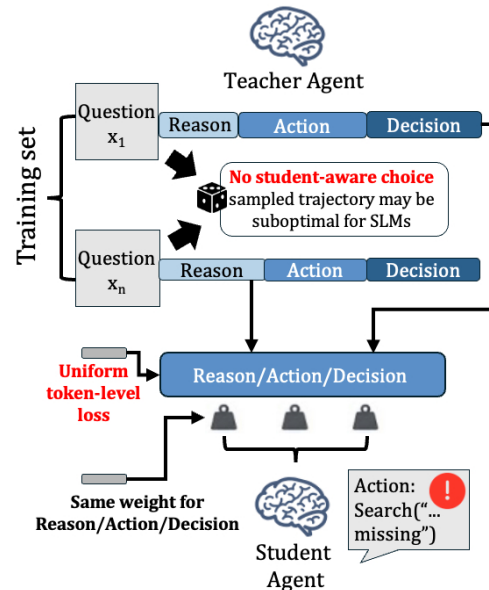 Teacher Agent
Training set
Question
x1
Reason
Action
Decision
No student-aware choice
sampled trajectory may be
suboptimal for SLMs
Question
xn
Reason
Action
Decision
Uniform
token-level
loss
Reason/Action/Decision
Same weight for
Reason/Action/Decision
Student
Agent
Action:
Search("...
missing")
!